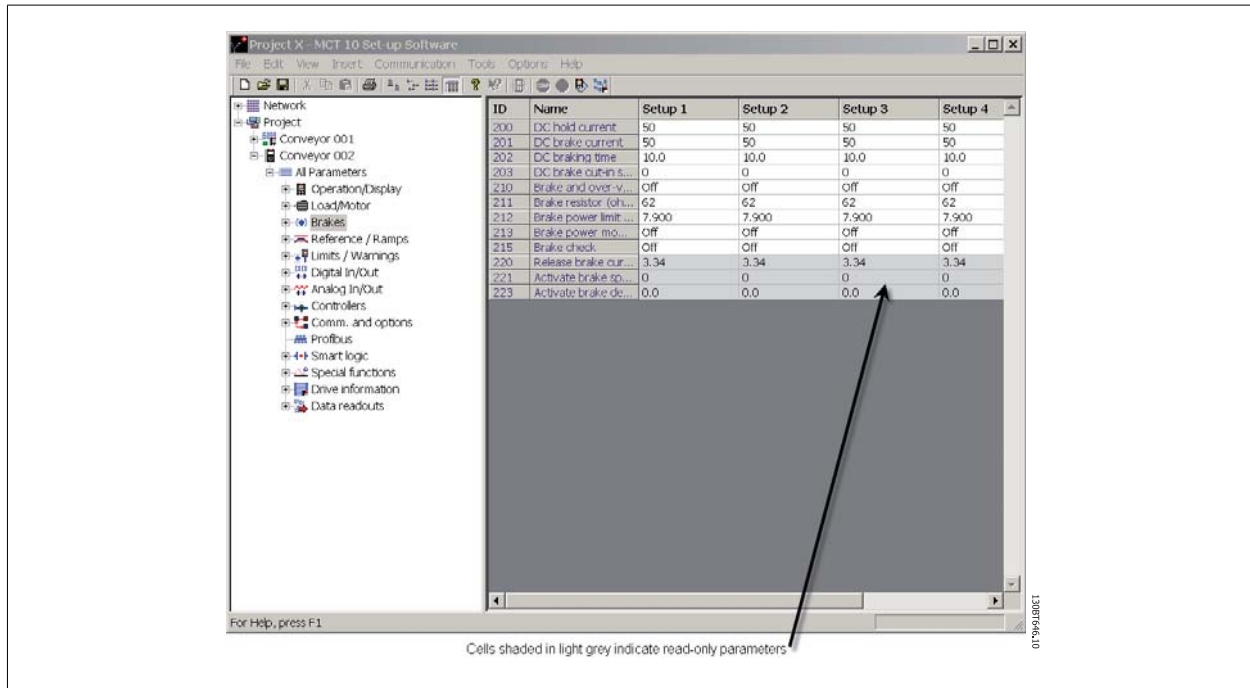 Project X - MCT 10 Set-up Software
File Edit View Insert Communication Tools Options Help
Network
Project
Conveyor 001
Conveyor 002
All Parameters
Operation/Display
Load/Motor
Brakes
Reference / Ramps
Limits / Warnings
Digital In/Out
Analog In/Out
Controllers
Comm. and options
Profibus
Smart logic
Special functions
Drive information
Data readouts
ID Name Setup 1 Setup 2 Setup 3 Setup 4
200 DC hold current 50 50 50 50
201 DC brake current 50 50 50 50
202 DC braking time 10.0 10.0 10.0 10.0
203 DC brake cut-in s... 0 0 0 0
210 Brake and over-v... Off Off Off Off
211 Brake resistor (oh... 62 62 62 62
212 Brake power limit ... 7.900 7.900 7.900 7.900
213 Brake power mo... Off Off Off Off
215 Brake check Off Off Off Off
220 Release brake cur... 3.34 3.34 3.34 3.34
221 Activate brake sp... 0 0 0 0
223 Activate brake de... 0.0 0.0 0.0 0.0
For Help, press F1
130BT646.10
Cells shaded in light grey indicate read-only parameters